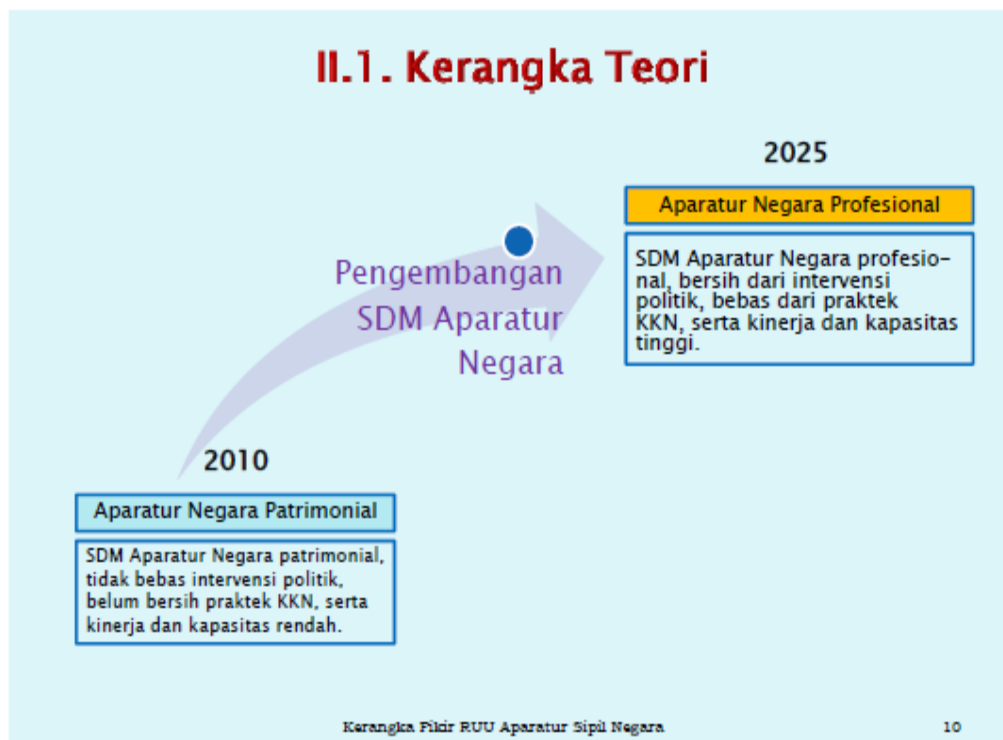 II.1. Kerangka Teori
2025
Aparatur Negara Profesional
SDM Aparatur Negara profesio-
nal, bersih dari intervensi
politik, bebas dari praktek
KKN, serta kinerja dan kapasitas
tinggi.
Pengembangan
SDM Aparatur
Negara
2010
Aparatur Negara Patrimonial
SDM Aparatur Negara patrimonial,
tidak bebas intervensi politik,
belum bersih praktek KKN, serta
kinerja dan kapasitas rendah.
Kerangka Fikir RUU Aparatur Sipil Negara
10